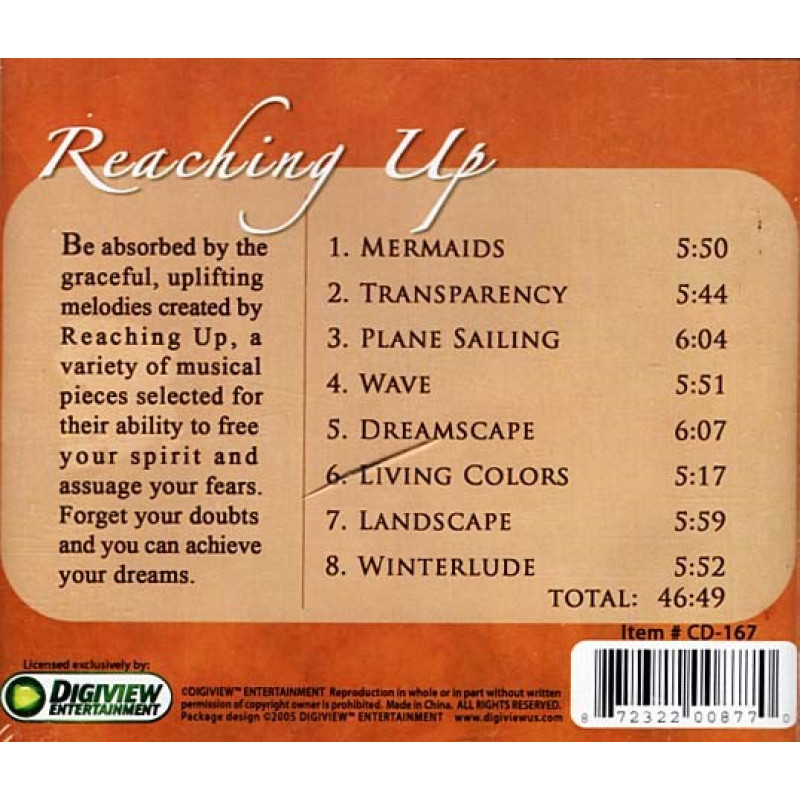 Reaching Up
Be absorbed by the
graceful, uplifting
melodies created by
Reaching Up, a
variety of musical
pieces selected for
their ability to free
your spirit and
assuage your fears.
Forget your doubts
and you can achieve
your dreams.
1. MERMAIDS 5:50
2. TRANSPARENCY 5:44
3. PLANE SAILING 6:04
4. WAVE 5:51
5. DREAMSCAPE 6:07
6. LIVING COLORS 5:17
7. LANDSCAPE 5:59
8. WINTERLUDE 5:52
TOTAL: 46:49
Item # CD-167
Licensed exclusively by:
DIGIVIEW
ENTERTAINMENT
©DIGIVIEW™ ENTERTAINMENT Reproduction in whole or in part without written
permission of copyright owner is prohibited. Made in China. ALL RIGHTS RESERVED.
Package design ©2005 DIGIVIEW™ ENTERTAINMENT www.digiviewus.com
8 72322 00877 0